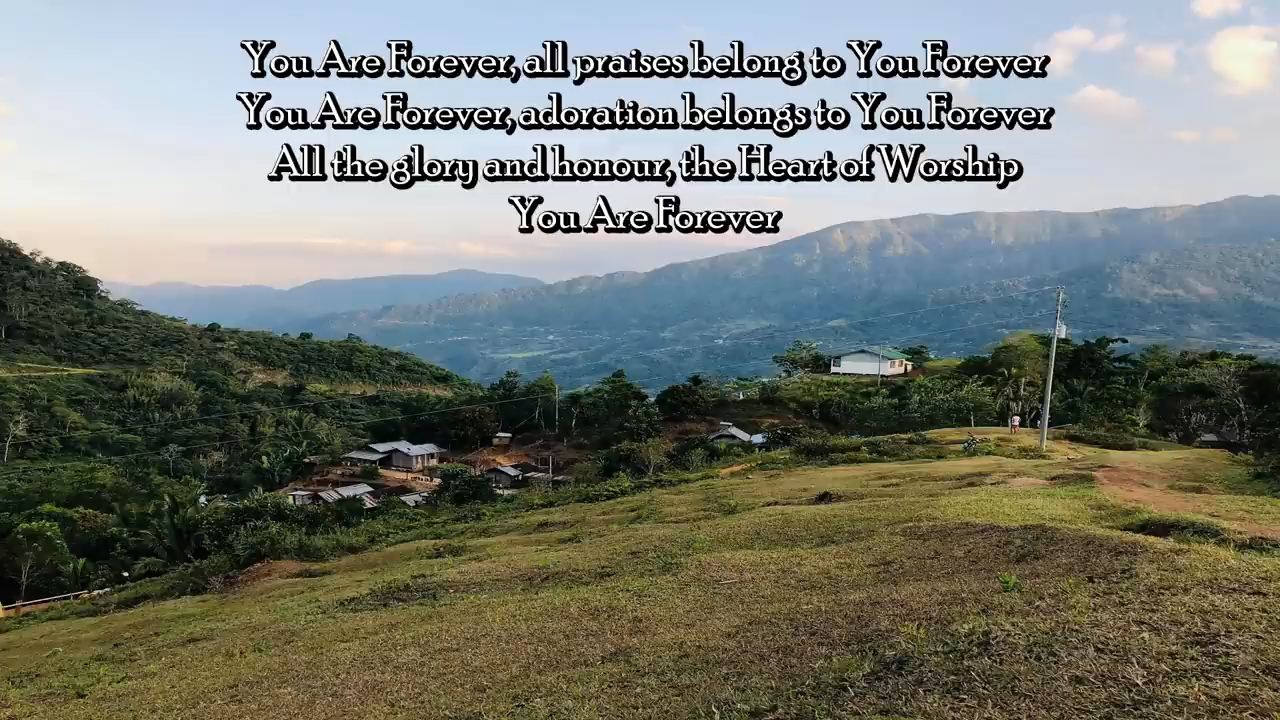 You Are Forever, all praises belong to You Forever
You Are Forever, adoration belongs to You Forever
All the glory and honour, the Heart of Worship
You Are Forever